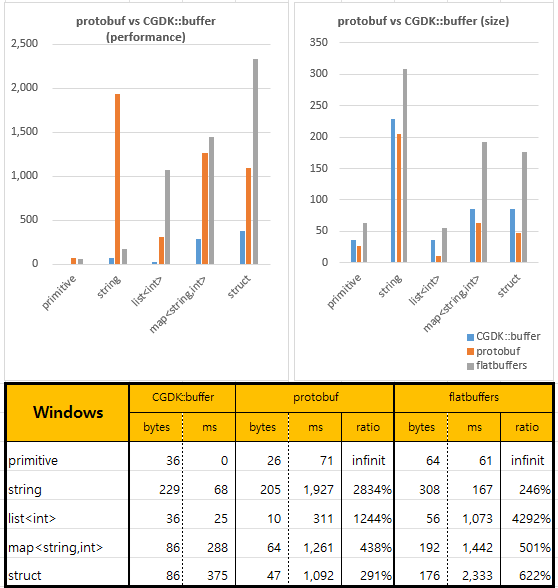 protobuf vs CGDK::buffer
(performance)
2,500
2,000
1,500
1,000
500
0
primitive
string
list<int>
map<string,int>
struct
protobuf vs CGDK::buffer (size)
350
300
250
200
150
100
50
0
primitive
string
list<int>
map<string,int>
struct
CGDK::buffer
protobuf
flatbuffers
Windows CGDK::buffer protobuf flatbuffers
bytes ms bytes ms ratio bytes ms ratio
primitive 36 0 26 71 infinit 64 61 infinit
string 229 68 205 1,927 2834% 308 167 246%
list<int> 36 25 10 311 1244% 56 1,073 4292%
map<string,int> 86 288 64 1,261 438% 192 1,442 501%
struct 86 375 47 1,092 291% 176 2,333 622%